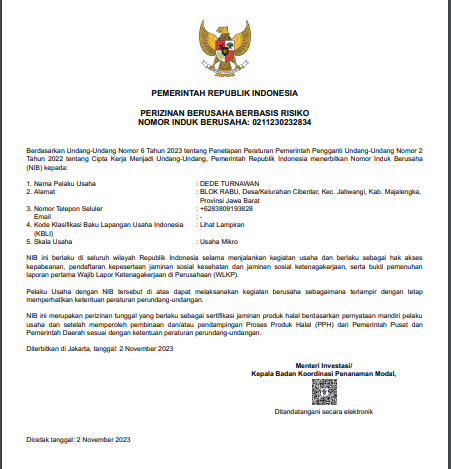 PEMERINTAH REPUBLIK INDONESIA
PERIZINAN BERUSAHA BERBASIS RISIKO
NOMOR INDUK BERUSAHA: 0211230232834
Berdasarkan Undang-Undang Nomor 6 Tahun 2023 tentang Penetapan Peraturan Pemerintah Pengganti Undang-Undang Nomor 2
Tahun 2022 tentang Cipta Kerja Menjadi Undang-Undang, Pemerintah Republik Indonesia menerbitkan Nomor Induk Berusaha
(NIB) kepada:
1. Nama Pelaku Usaha : DEDE TURNAWAN
2. Alamat : BLOK RABU, Desa/Kelurahan Cibentar, Kec. Jatiwangi, Kab. Majalengka,
Provinsi Jawa Barat
3. Nomor Telepon Seluler : +6283809193828
Email : -
4. Kode Klasifikasi Baku Lapangan Usaha Indonesia : Lihat Lampiran
(KBLI)
5. Skala Usaha : Usaha Mikro
NIB ini berlaku di seluruh wilayah Republik Indonesia selama menjalankan kegiatan usaha dan berlaku sebagai hak akses
kepabeanan, pendaftaran kepesertaan jaminan sosial kesehatan dan jaminan sosial ketenagakerjaan, serta bukti pemenuhan
laporan pertama Wajib Lapor Ketenagakerjaan di Perusahaan (WLKP).
Pelaku Usaha dengan NIB tersebut di atas dapat melaksanakan kegiatan berusaha sebagaimana terlampir dengan tetap
memperhatikan ketentuan peraturan perundang-undangan.
NIB ini merupakan perizinan tunggal yang berlaku sebagai sertifikasi jaminan produk halal berdasarkan pernyataan mandiri pelaku
usaha dan setelah memperoleh pembinaan dan/atau pendampingan Proses Produk Halal (PPH) dari Pemerintah Pusat dan
Pemerintah Daerah sesuai dengan ketentuan peraturan perundang-undangan.
Diterbitkan di Jakarta, tanggal: 2 November 2023
Menteri Investasi/
Kepala Badan Koordinasi Penanaman Modal,
Ditandatangani secara elektronik
Dicetak tanggal: 2 November 2023